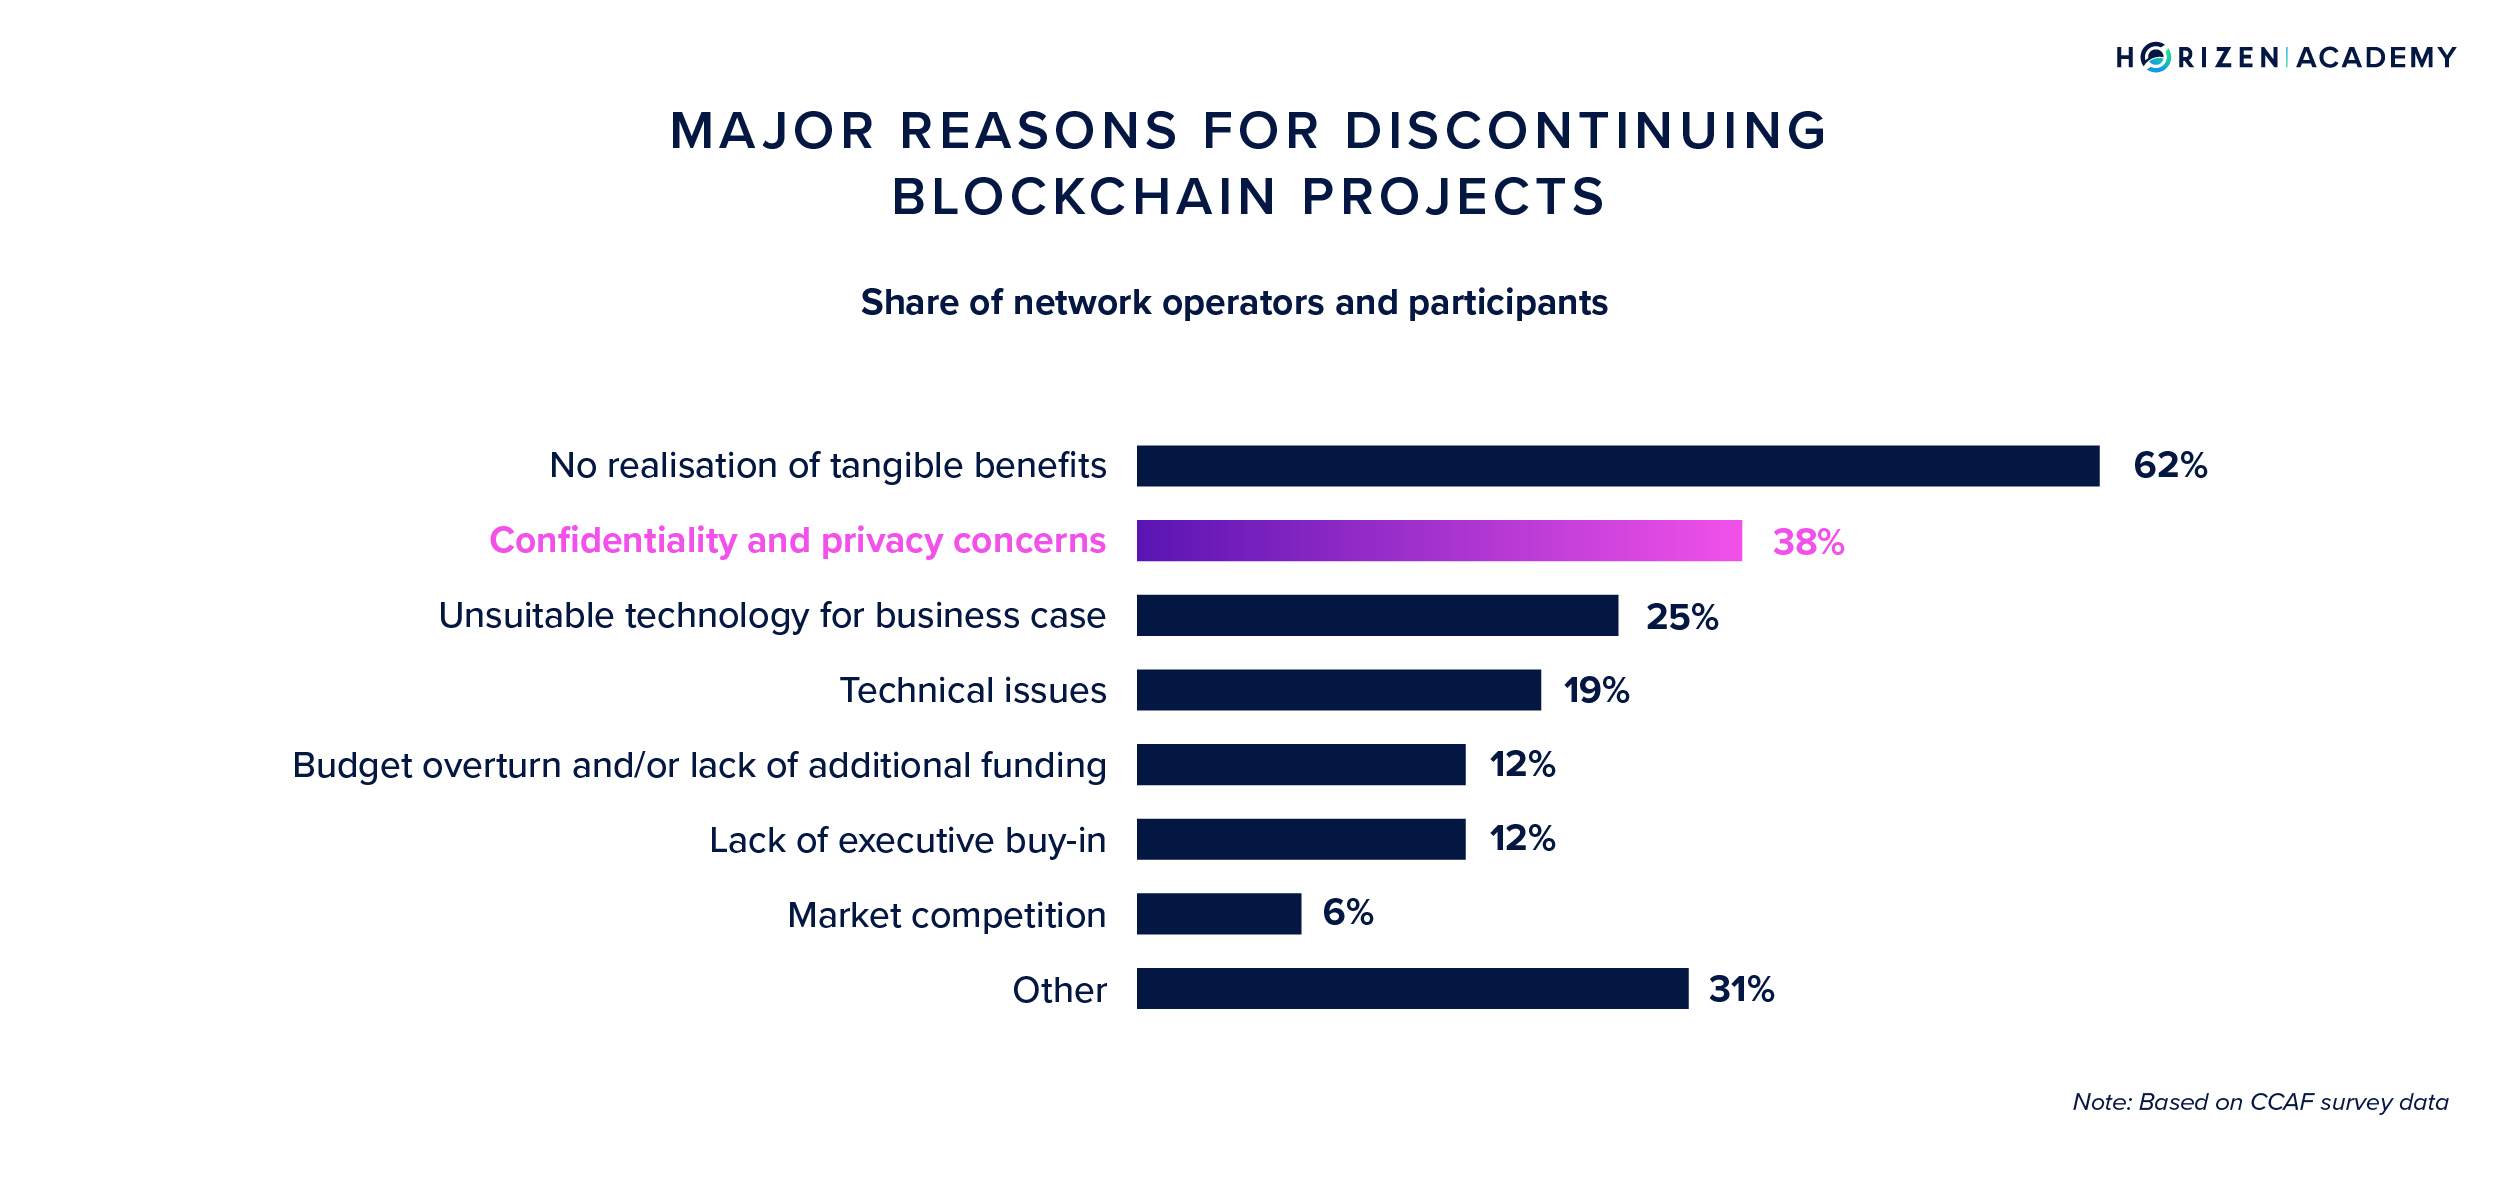 HORIZEN | ACADEMY
MAJOR REASONS FOR DISCONTINUING
BLOCKCHAIN PROJECTS
Share of network operators and participants
No realisation of tangible benefits 62%
Confidentiality and privacy concerns 38%
Unsuitable technology for business case 25%
Technical issues 19%
Budget overturn and/or lack of additional funding 12%
Lack of executive buy-in 12%
Market competition 6%
Other 31%
Note: Based on CCAF survey data